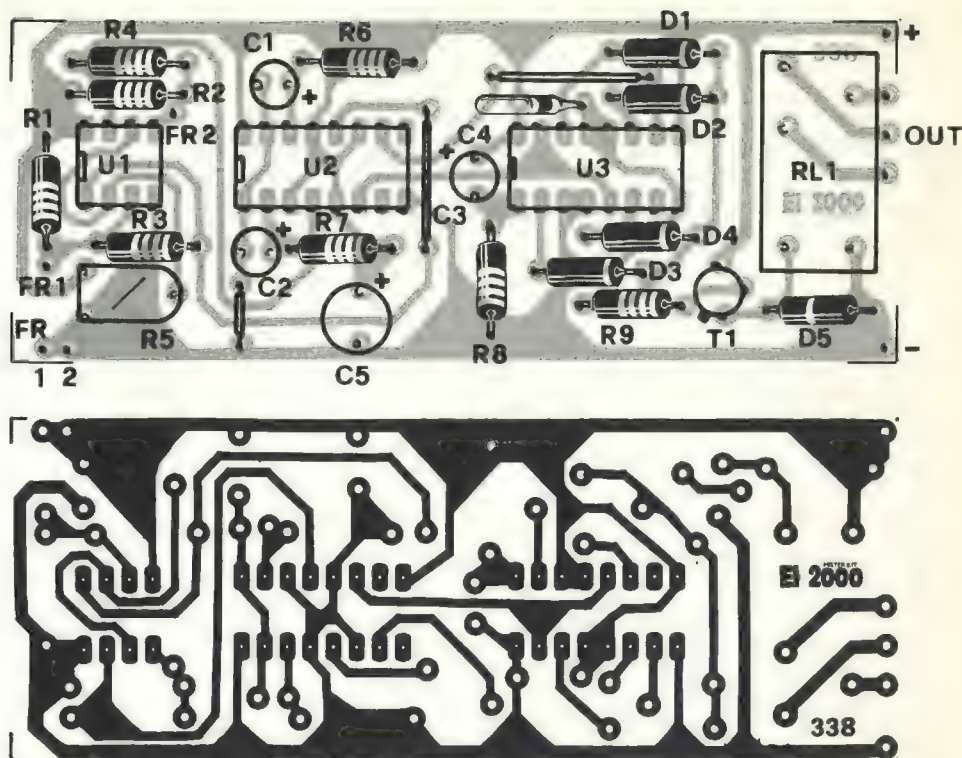 R4
C1
R6
D1
+
R2
R1
FR2
D2
OUT
U1
U2
C4
+
U3
RL1
EI 2000
R3
R7
+
C3
D4
FR1
C2
+
D3
FR
R5
R8
R9
T1
D5
-
1 2
C5
EI 2000
338